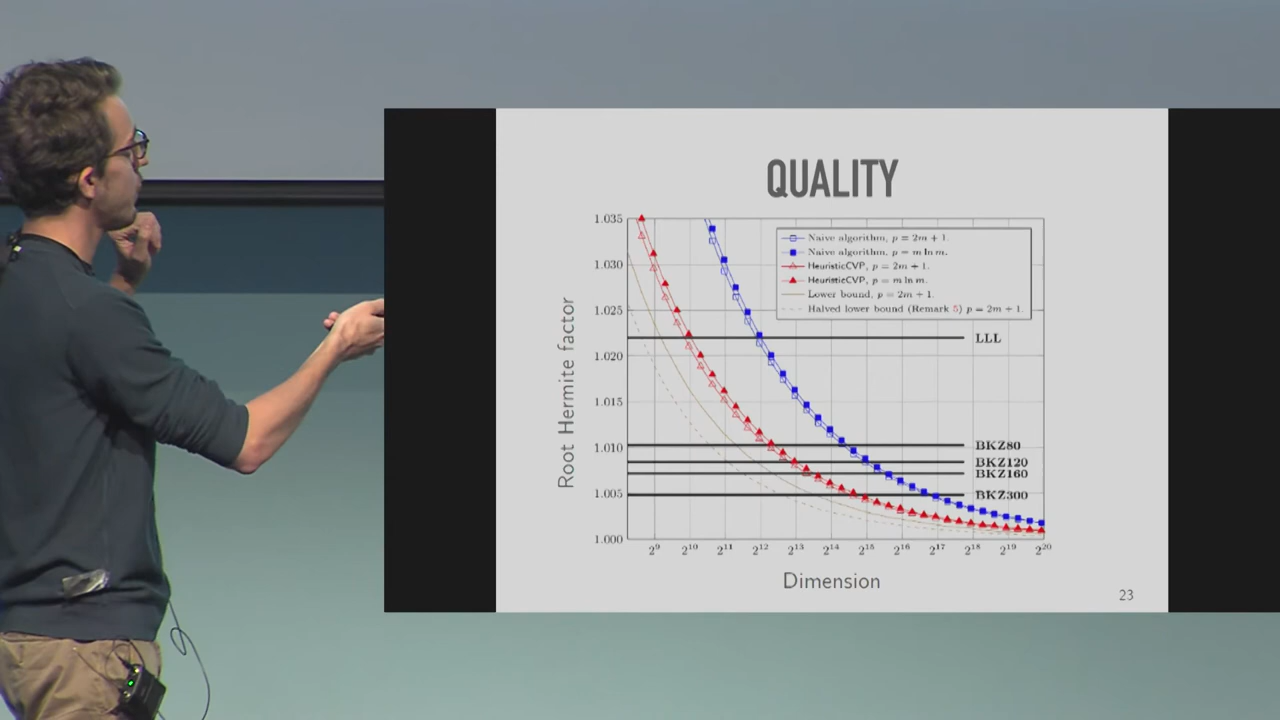 QUALITY
1.035
1.030
1.025
1.020
1.015
1.010
1.005
1.000
Root Hermite factor
Naive algorithm, p = 2m + 1.
Naive algorithm, p = m ln m.
HeuristicCVP, p = 2m + 1.
HeuristicCVP, p = m ln m.
Lower bound, p = 2m + 1.
Halved lower bound (Remark 5) p = 2m + 1.
LLL
BKZ80
BKZ120
BKZ160
BKZ300
2⁹ 2¹⁰ 2¹¹ 2¹² 2¹³ 2¹⁴ 2¹⁵ 2¹⁶ 2¹⁷ 2¹⁸ 2¹⁹ 2²⁰
Dimension
23